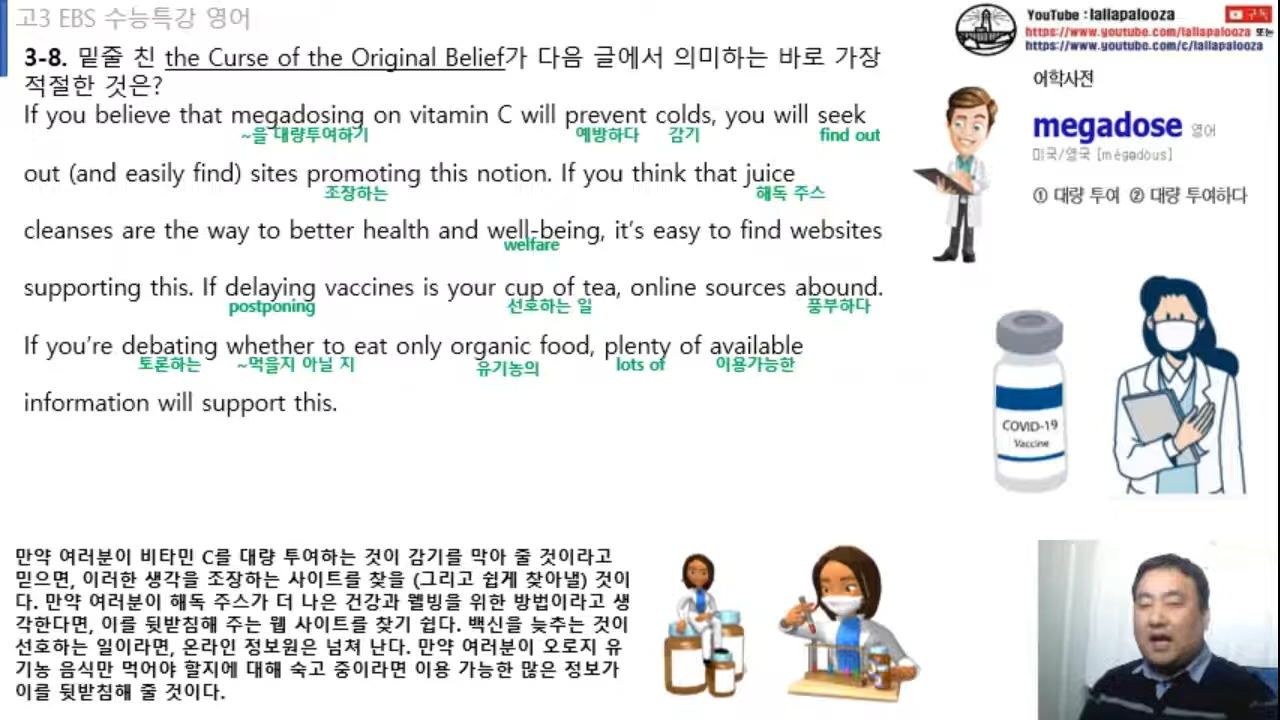 고3 EBS 수능특강 영어
YouTube : lallapalooza
구독
https://www.youtube.com/lallapalooza 또는
https://www.youtube.com/c/lallapalooza
3-8. 밑줄 친 the Curse of the Original Belief가 다음 글에서 의미하는 바로 가장
적절한 것은?
If you believe that megadosing on vitamin C will prevent colds, you will seek
~을 대량투여하기 예방하다 감기 find out
out (and easily find) sites promoting this notion. If you think that juice
조장하는 해독 주스
cleanses are the way to better health and well-being, it's easy to find websites
welfare
supporting this. If delaying vaccines is your cup of tea, online sources abound.
postponing 선호하는 일 풍부하다
If you're debating whether to eat only organic food, plenty of available
토론하는 ~먹을지 아닐 지 유기농의 lots of 이용가능한
information will support this.
어학사전
megadose 영어
미국/영국 [mégədòus]
① 대량 투여 ② 대량 투여하다
COVID-19
Vaccine
만약 여러분이 비타민 C를 대량 투여하는 것이 감기를 막아 줄 것이라고
믿으면, 이러한 생각을 조장하는 사이트를 찾을 (그리고 쉽게 찾아낼) 것이
다. 만약 여러분이 해독 주스가 더 나은 건강과 웰빙을 위한 방법이라고 생
각한다면, 이를 뒷받침해 주는 웹 사이트를 찾기 쉽다. 백신을 늦추는 것이
선호하는 일이라면, 온라인 정보원은 넘쳐 난다. 만약 여러분이 오로지 유
기농 음식만 먹어야 할지에 대해 숙고 중이라면 이용 가능한 많은 정보가
이를 뒷받침해 줄 것이다.